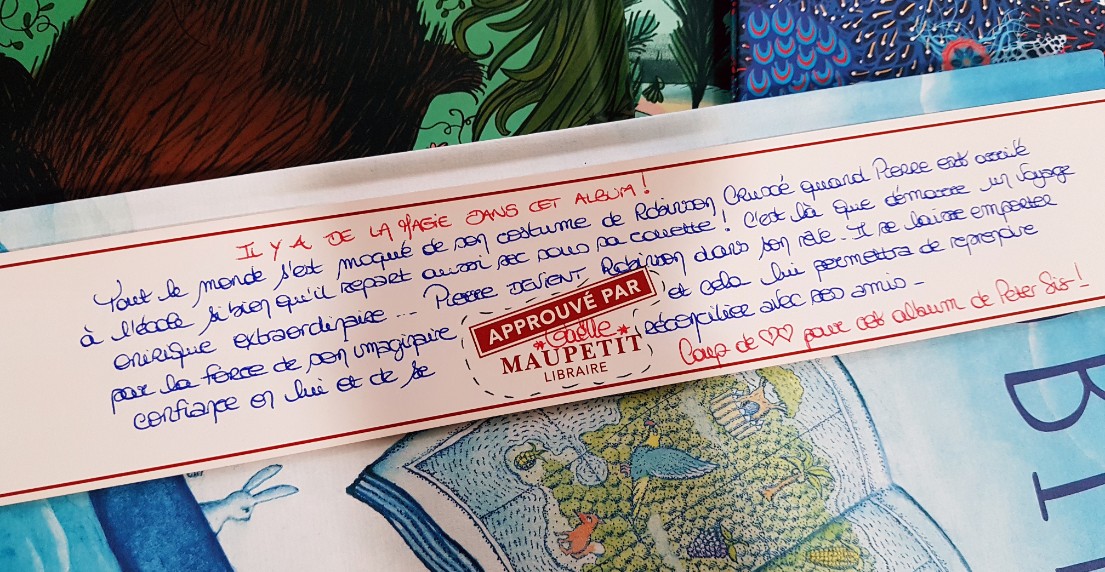 IL Y A DE LA MAGIE DANS CET ALBUM !
Tout le monde s'est moqué de son costume de Robinson Crusoé quand Pierre est arrivé
à l'école si bien qu'il repart aussi sec sous sa couette ! C'est là que démarre un voyage
onirique extraordinaire ... Pierre DEVIENT Robinson dans son rêve. Il se laisse emporter
par la force de son imaginaire et cela lui permettra de reprendre
confiance en lui et de se réconcilier avec ses amis -
APPROUVÉ PAR
*Gaëlle*
MAUPETIT
LIBRAIRE
Coup de ♡♡ pour cet album de Peter Sis !
BI